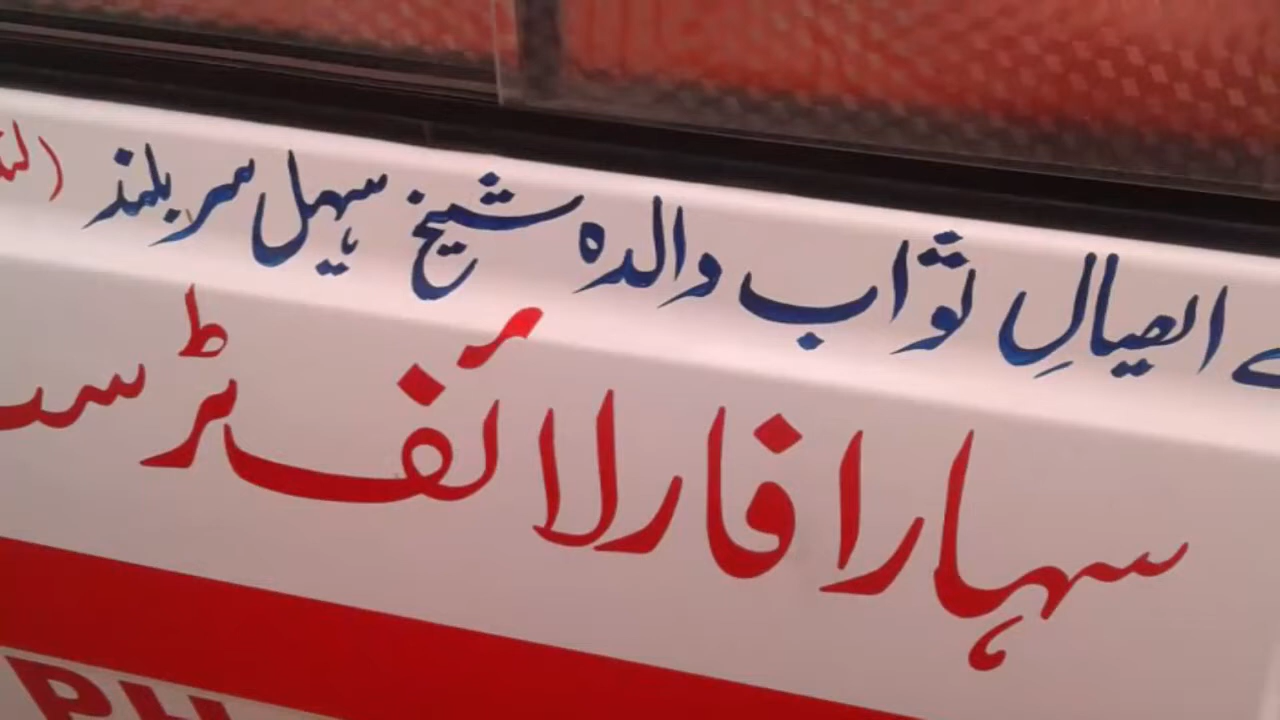 ایصالِ ثواب والدہ شیخ سہیل سربلند
سہارا فار لائف ٹرسٹ